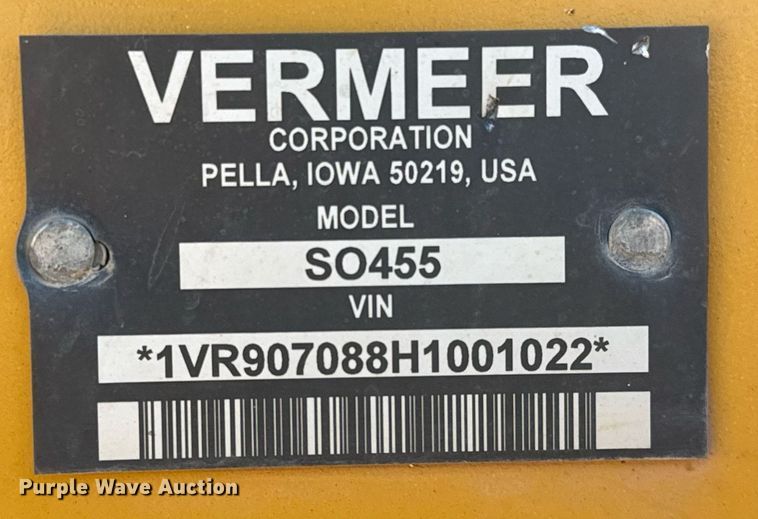 VERMEER
CORPORATION
PELLA, IOWA 50219, USA
MODEL
SO455
VIN
*1VR907088H1001022*
Purple Wave Auction